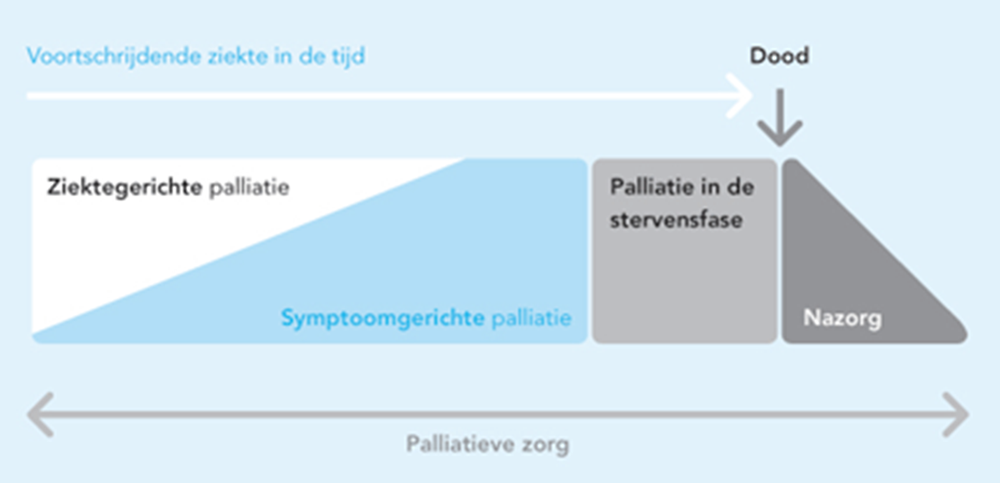 Voortschrijdende ziekte in de tijd
Dood
Ziektegerichte palliatie
Palliatie in de
stervensfase
Symptoomgerichte palliatie
Nazorg
Palliatieve zorg